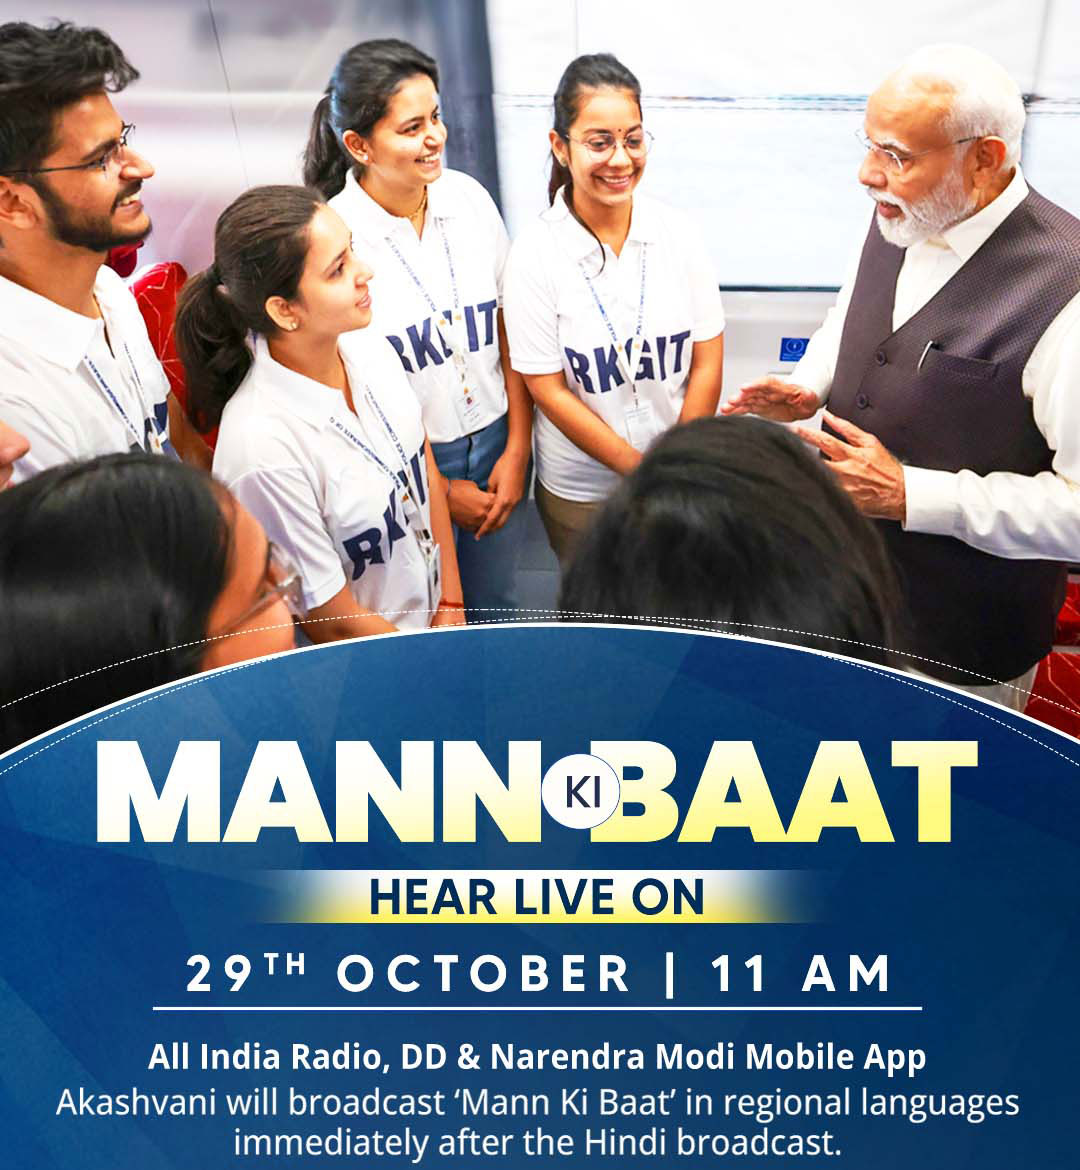 RKGIT
RKGIT
RK
MANN KI BAAT
HEAR LIVE ON
29TH OCTOBER | 11 AM
All India Radio, DD & Narendra Modi Mobile App
Akashvani will broadcast ‘Mann Ki Baat’ in regional languages
immediately after the Hindi broadcast.